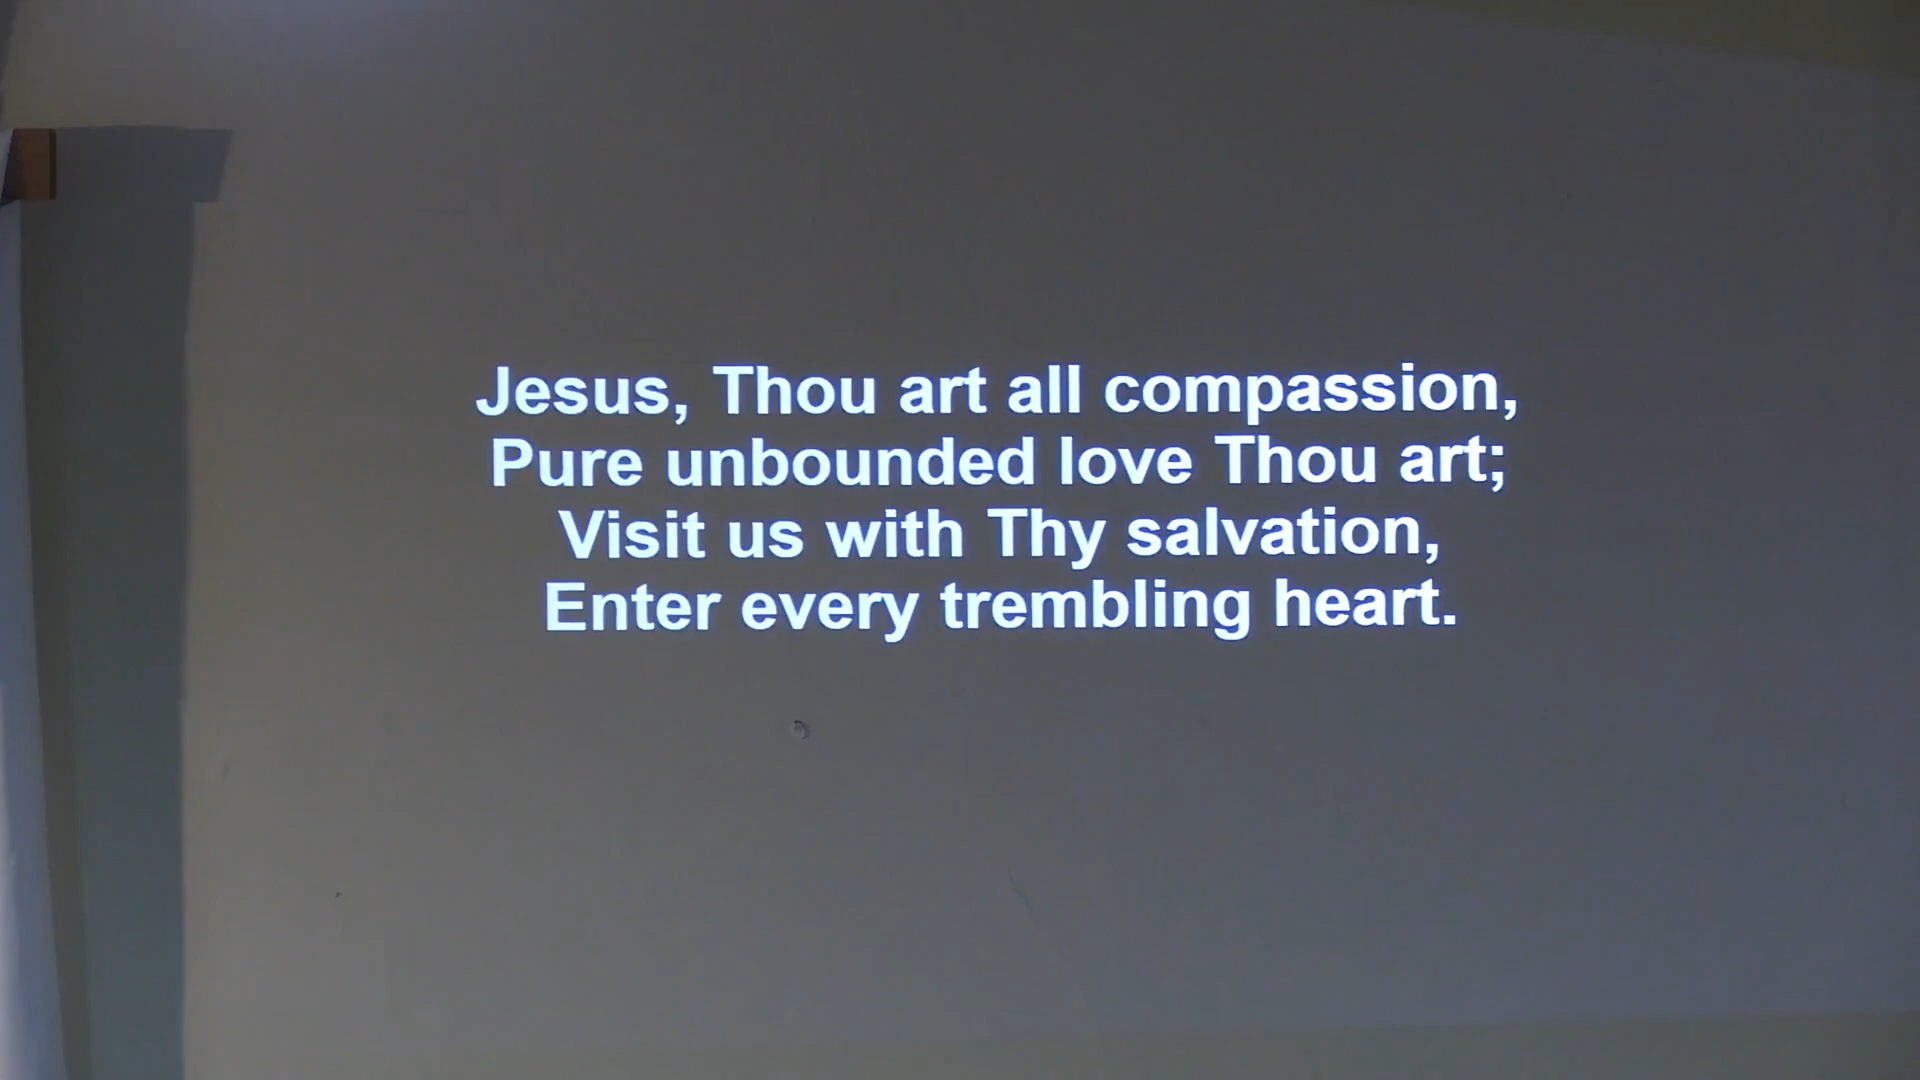 Jesus, Thou art all compassion,
Pure unbounded love Thou art;
Visit us with Thy salvation,
Enter every trembling heart.